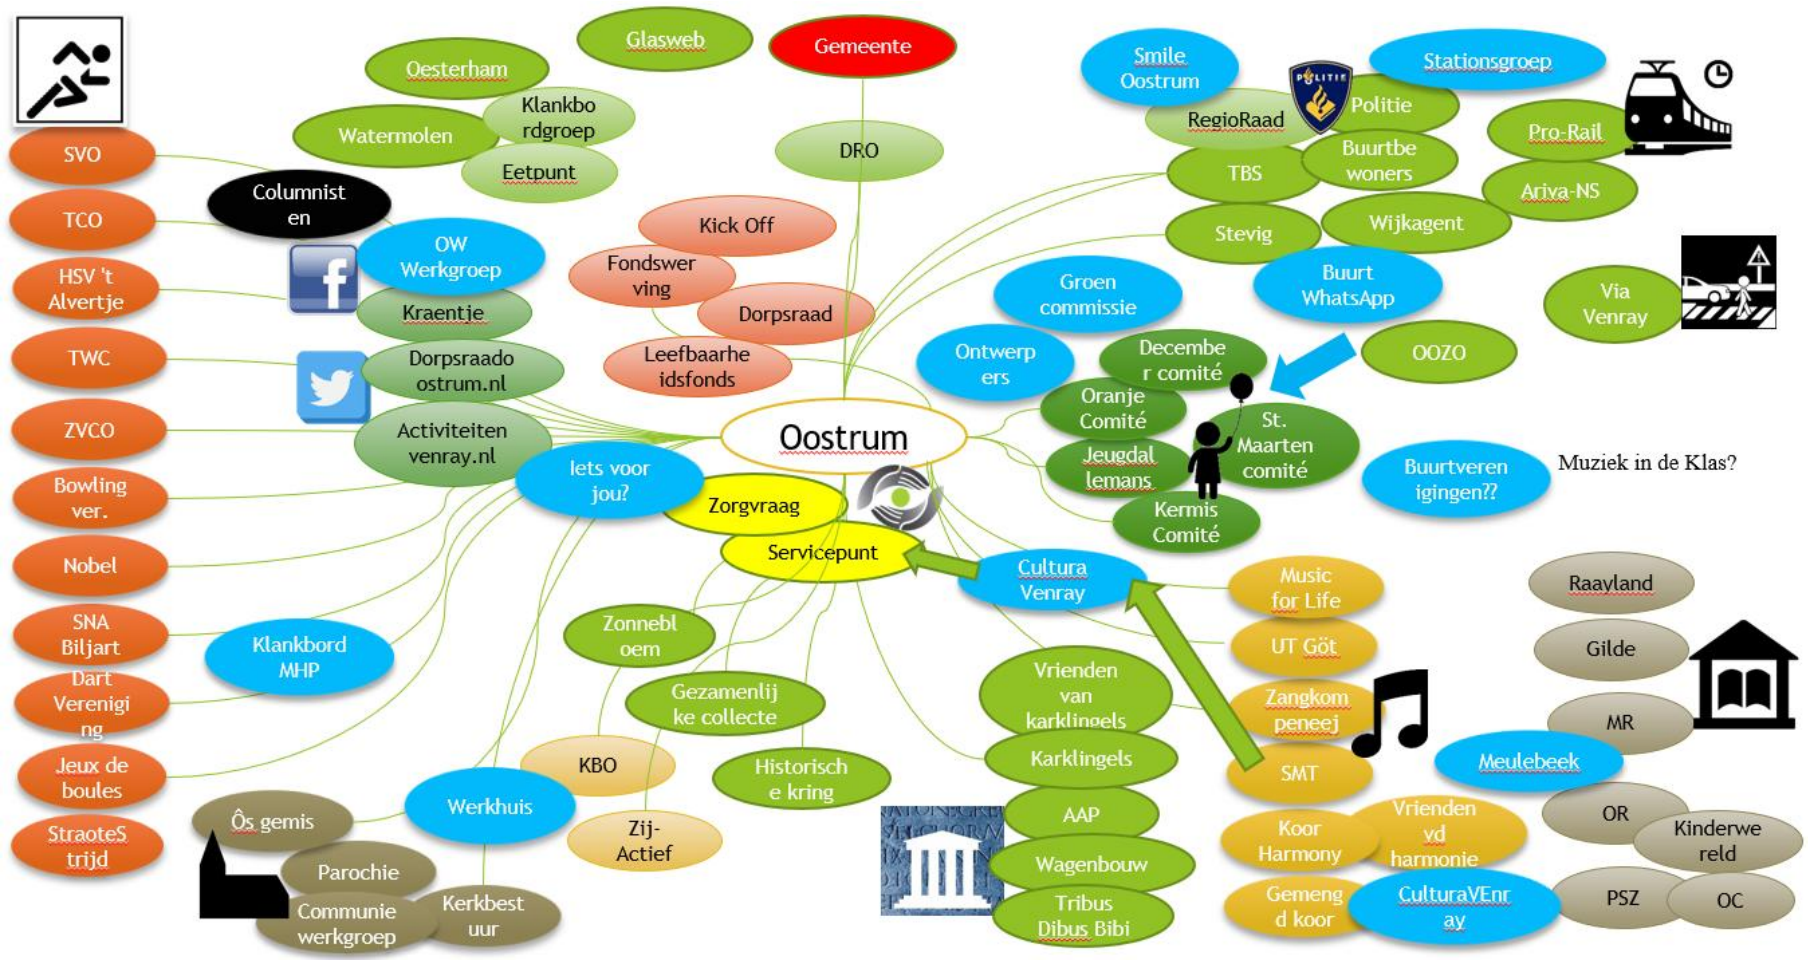 Glasweb
Gemeente
Oesterham
Klankbo
rdgroep
Watermolen
Eetpunt
DRO
Smile
Oostrum
POLITIE
Stationsgroep
RegioRaad
Politie
Pro-Rail
TBS
Buurtbe
woners
Ariva-NS
Stevig
Wijkagent
SVO
TCO
HSV 't
Alvertje
TWC
ZVCO
Bowling
ver.
Nobel
SNA
Biljart
Dart
Verenigi
ng
Jeux de
boules
StraoteS
trijd
Columnist
en
OW
Werkgroep
f
Kraentje
Dorpsraado
ostrum.nl
Activiteiten
venray.nl
Iets voor
jou?
Kick Off
Fondswer
ving
Dorpsraad
Leefbaarhe
idsfonds
Groen
commissie
Buurt
WhatsApp
Via
Venray
Ontwerp
ers
Decembe
r comité
OOZO
Oranje
Comité
St.
Maarten
comité
Jeugdal
lemans
Kermis
Comité
Buurtveren
igingen??
Muziek in de Klas?
Oostrum
Zorgvraag
Servicepunt
Cultura
Venray
Klankbord
MHP
Zonnebl
oem
Gezamenlij
ke collecte
KBO
Historisch
e kring
Werkhuis
Zij-
Actief
Ôs gemis
Parochie
Communie
werkgroep
Kerkbest
uur
Vrienden
van
karklingels
Karklingels
AAP
Wagenbouw
Tribus
Dibus Bibi
Music
for Life
UT Göt
Zangkom
peneej
SMT
Koor
Harmony
Vrienden
vd
harmonie
Gemeng
d koor
CulturaVEnr
ay
Raayland
Gilde
MR
Meulebeek
OR
Kinderwe
reld
PSZ
OC